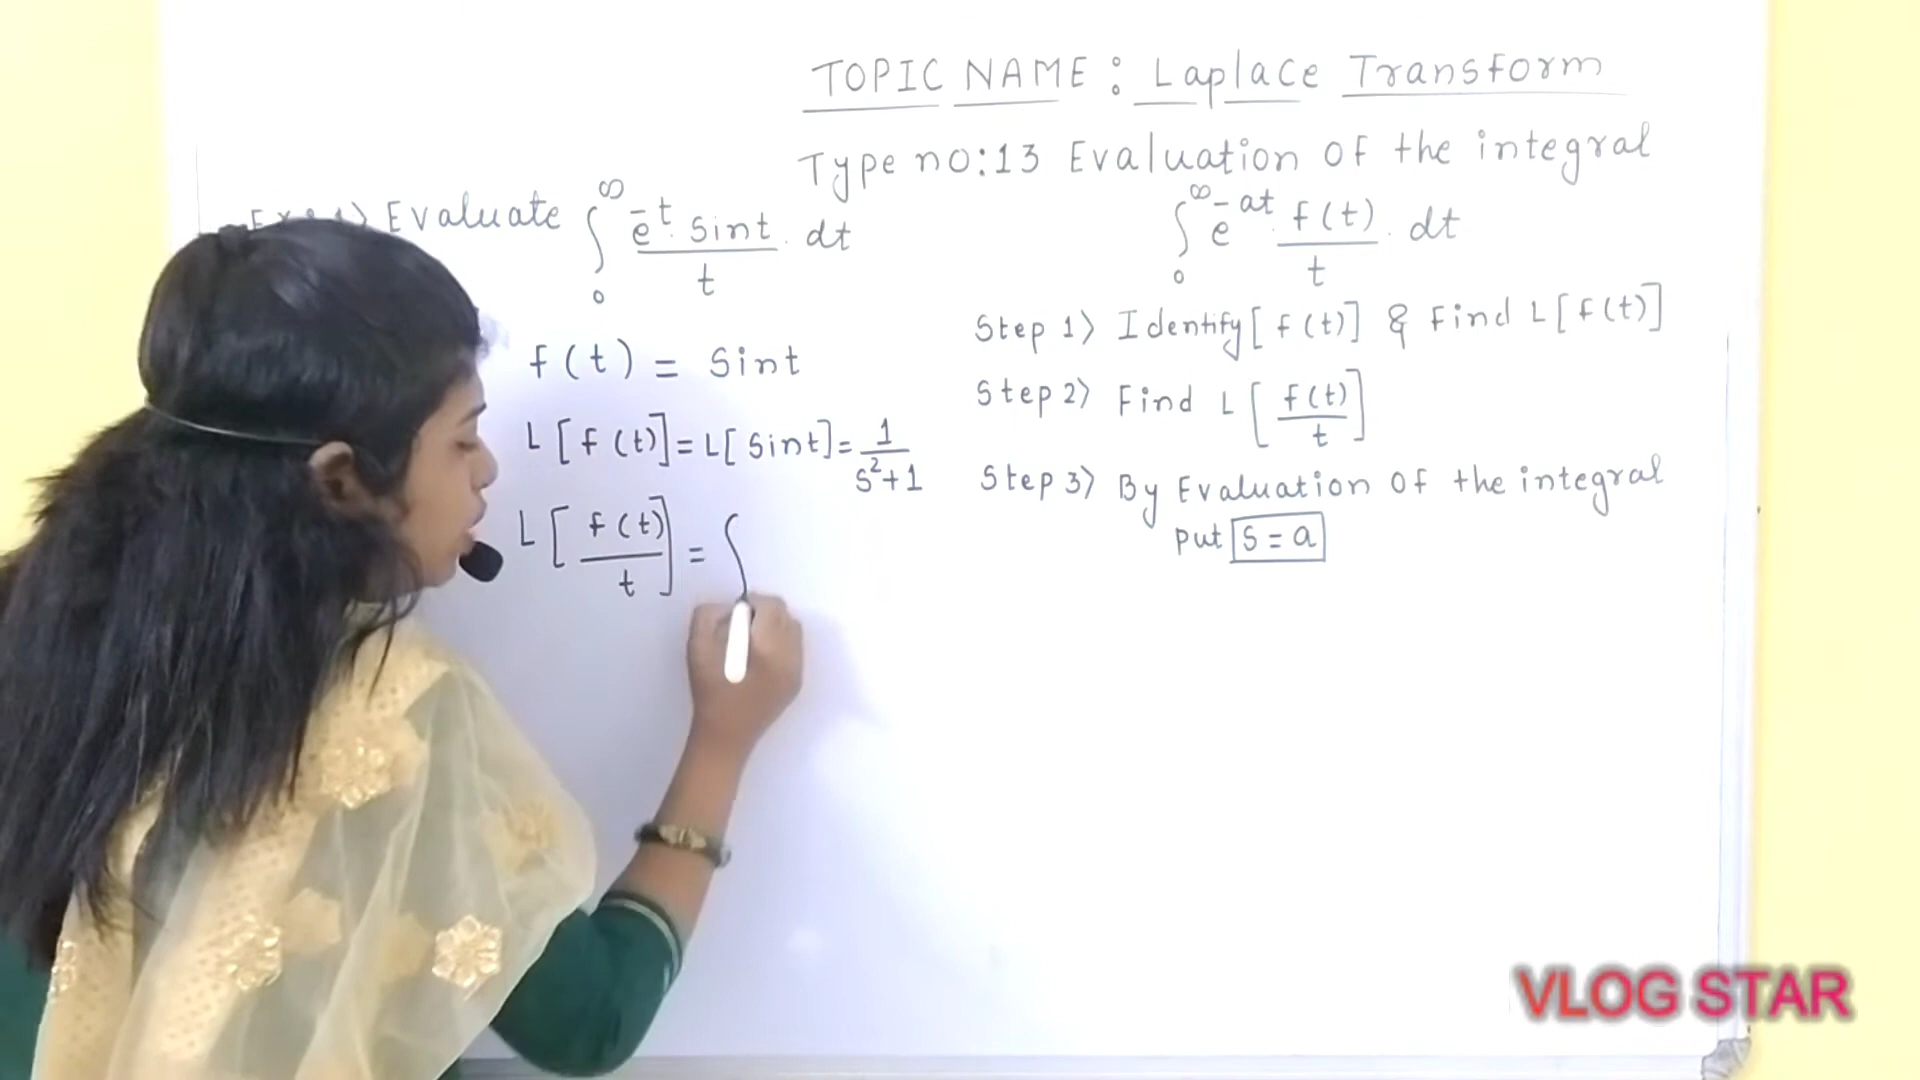 TOPIC NAME: Laplace Transform
Type no:13 Evaluation of the integral
∫₀^∞ e^-at f(t)/t . dt
Step 1) Identify [f(t)] & Find L[f(t)]
Step 2) Find L[f(t)/t]
Step 3) By Evaluation of the integral
put s = a
Evaluate ∫₀^∞ e^-t. Sint/t . dt
f(t) = Sint
L[f(t)] = L[Sint] = 1/s²+1
L[f(t)/t] = ∫
VLOG STAR